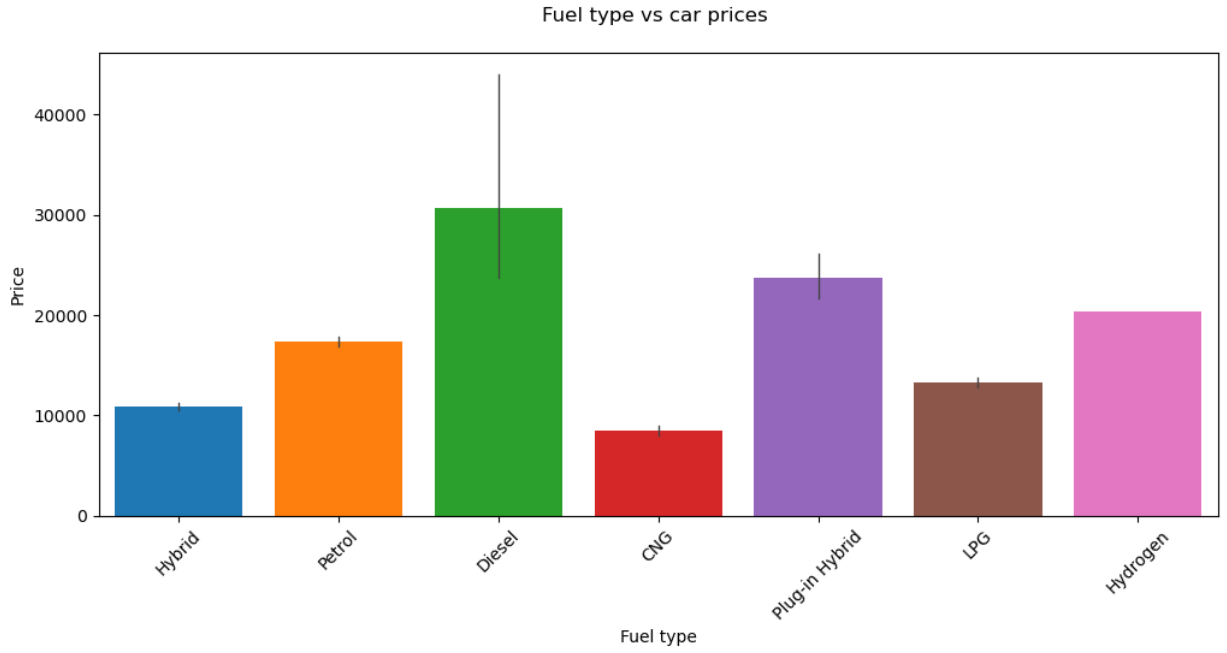 Fuel type vs car prices
40000
30000
20000
10000
0
Price
Hybrid
Petrol
Diesel
CNG
Plug-in Hybrid
LPG
Hydrogen
Fuel type